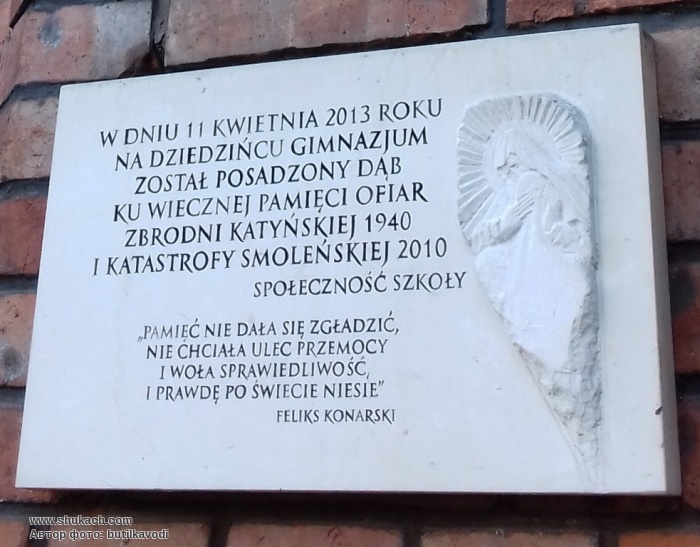 W DNIU 11 KWIETNIA 2013 ROKU
NA DZIEDZIŃCU GIMNAZJUM
ZOSTAŁ POSADZONY DĄB
KU WIECZNEJ PAMIĘCI OFIAR
ZBRODNI KATYŃSKIEJ 1940
I KATASTROFY SMOLEŃSKIEJ 2010
SPOŁECZNOŚĆ SZKOŁY
„PAMIĘĆ NIE DAŁA SIĘ ZGŁADZIĆ,
NIE CHCIAŁA ULEC PRZEMOCY
I WOŁA SPRAWIEDLIWOŚĆ,
I PRAWDĘ PO ŚWIECIE NIESIE”
FELIKS KONARSKI
www.shukach.com
Автор фото: butilkavodi